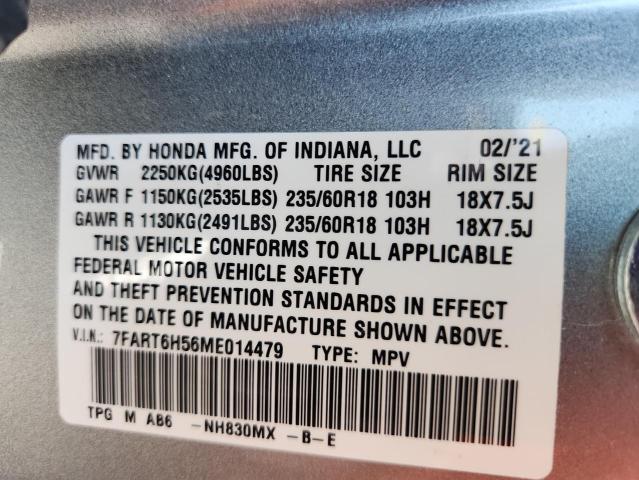 MFD. BY HONDA MFG. OF INDIANA, LLC 02/'21
GVWR 2250KG(4960LBS) TIRE SIZE RIM SIZE
GAWR F 1150KG(2535LBS) 235/60R18 103H 18X7.5J
GAWR R 1130KG(2491LBS) 235/60R18 103H 18X7.5J
THIS VEHICLE CONFORMS TO ALL APPLICABLE
FEDERAL MOTOR VEHICLE SAFETY
AND THEFT PREVENTION STANDARDS IN EFFECT
ON THE DATE OF MANUFACTURE SHOWN ABOVE.
V.I.N.: 7FART6H56ME014479 TYPE: MPV
TPG M AB6 -NH830MX -B-E